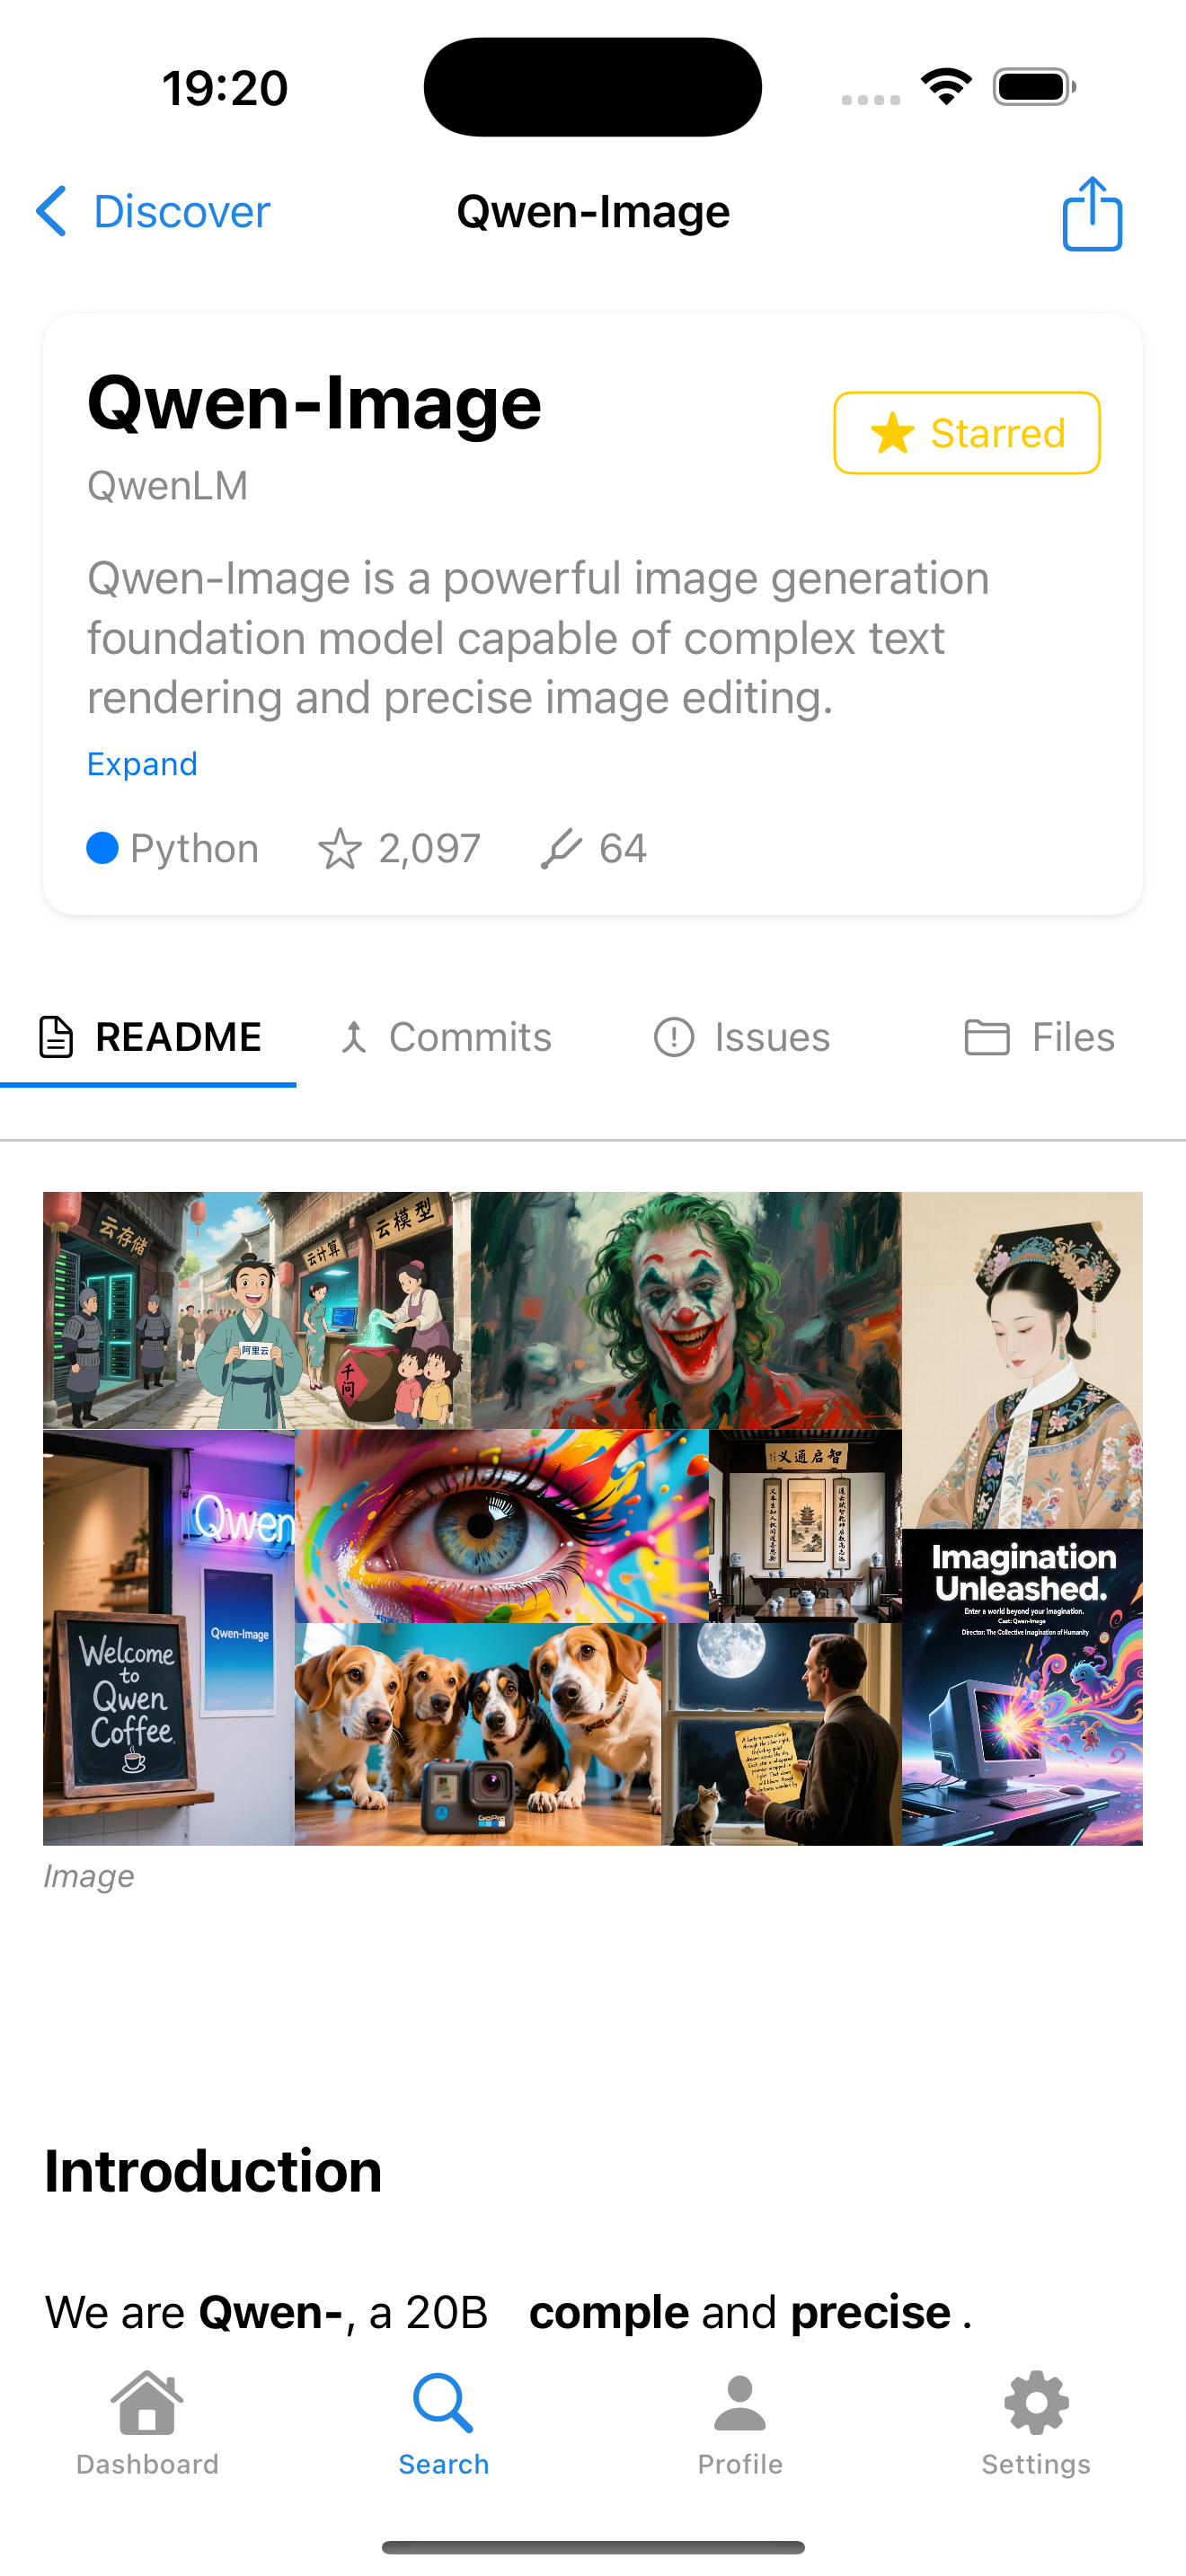 19:20
Discover
Qwen-Image
Qwen-Image
Starred
QwenLM
Qwen-Image is a powerful image generation
foundation model capable of complex text
rendering and precise image editing.
Expand
Python
2,097
64
README
Commits
Issues
Files
云存储
云计算
云模型
阿里云
千问
Qwen
Qwen-Image
Welcome
to
Qwen
Coffee
义通启智
GoPro
Imagination
Unleashed.
Enter a world beyond your imagination.
Cast: Qwen-Image
Director: The Collective Imagination of Humanity
Image
Introduction
We are Qwen-, a 20B comple and precise .
Dashboard
Search
Profile
Settings